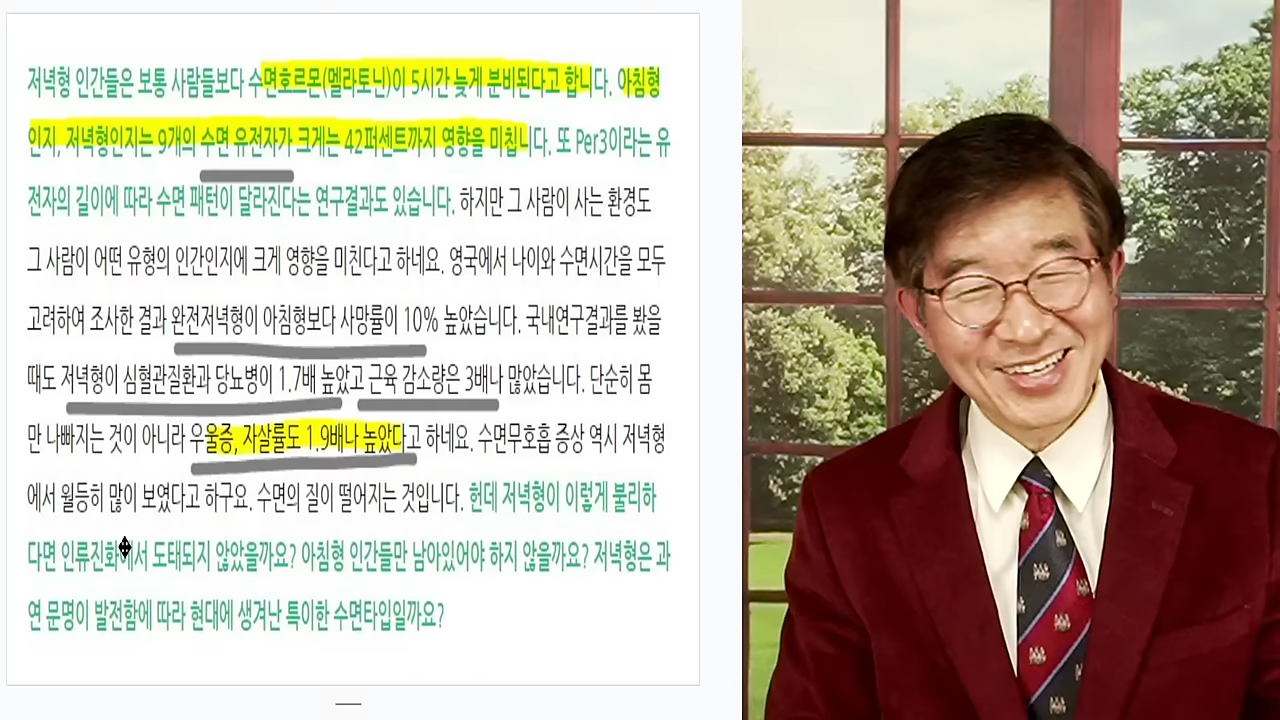 저녁형 인간들은 보통 사람들보다 수면호르몬(멜라토닌)이 5시간 늦게 분비된다고 합니다. 아침형
인지, 저녁형인지는 9개의 수면 유전자가 크게는 42퍼센트까지 영향을 미칩니다. 또 Per3이라는 유
전자의 길이에 따라 수면 패턴이 달라진다는 연구결과도 있습니다. 하지만 그 사람이 사는 환경도
그 사람이 어떤 유형의 인간인지에 크게 영향을 미친다고 하네요. 영국에서 나이와 수면시간을 모두
고려하여 조사한 결과 완전저녁형이 아침형보다 사망률이 10% 높았습니다. 국내연구결과를 봤을
때도 저녁형이 심혈관질환과 당뇨병이 1.7배 높았고 근육 감소량은 3배나 많았습니다. 단순히 몸
만 나빠지는 것이 아니라 우울증, 자살률도 1.9배나 높았다고 하네요. 수면무호흡 증상 역시 저녁형
에서 월등히 많이 보였다고 하구요. 수면의 질이 떨어지는 것입니다. 헌데 저녁형이 이렇게 불리하
다면 인류진화에서 도태되지 않았을까요? 아침형 인간들만 남아있어야 하지 않을까요? 저녁형은 과
연 문명이 발전함에 따라 현대에 생겨난 특이한 수면타입일까요?